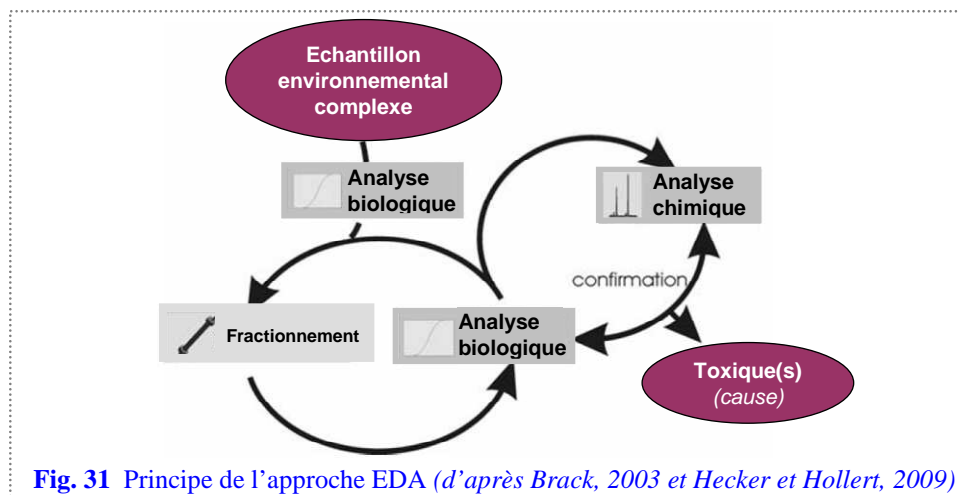 Echantillon
environnemental
complexe
Analyse
biologique
Analyse
chimique
confirmation
Fractionnement
Analyse
biologique
Toxique(s)
(cause)
Fig. 31 Principe de l’approche EDA (d’après Brack, 2003 et Hecker et Hollert, 2009)